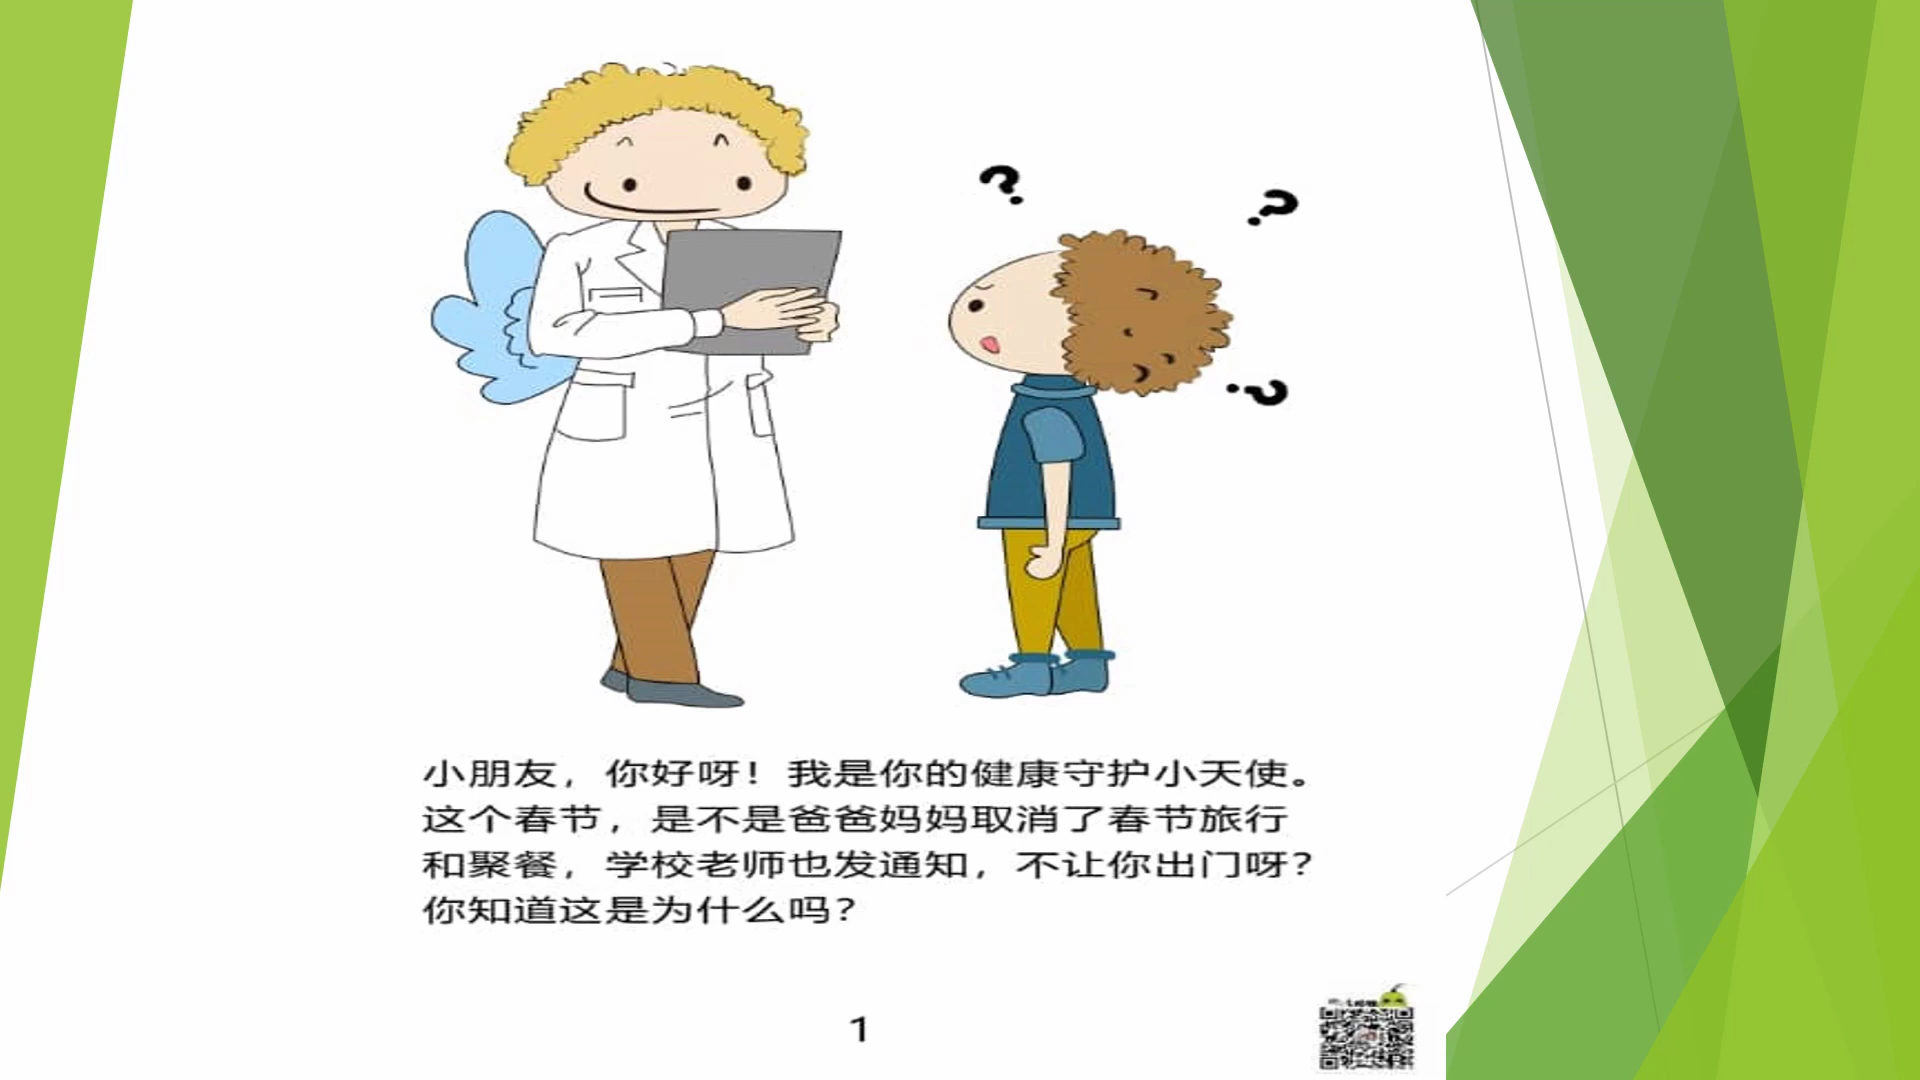 ? ? ?
小朋友，你好呀！我是你的健康守护小天使。
这个春节，是不是爸爸妈妈取消了春节旅行
和聚餐，学校老师也发通知，不让你出门呀？
你知道这是为什么吗？
1